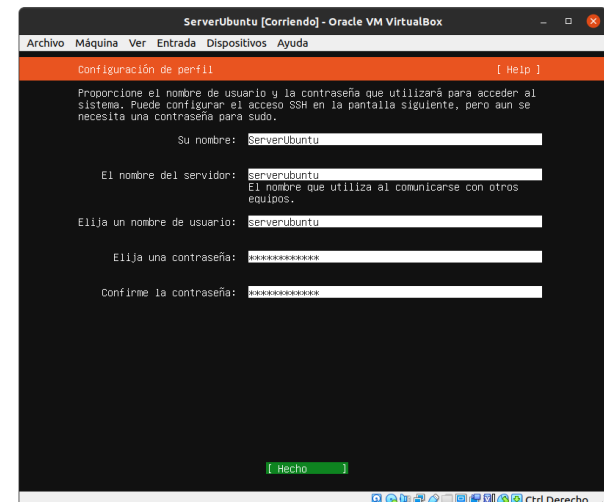 ServerUbuntu [Corriendo] - Oracle VM VirtualBox
Archivo Máquina Ver Entrada Dispositivos Ayuda
Configuración de perfil [ Help ]
Proporcione el nombre de usuario y la contraseña que utilizará para acceder al
sistema. Puede configurar el acceso SSH en la pantalla siguiente, pero aun se
necesita una contraseña para sudo.
Su nombre: ServerUbuntu
El nombre del servidor: serverubuntu
El nombre que utiliza al comunicarse con otros
equipos.
Elija un nombre de usuario: serverubuntu
Elija una contraseña: ************
Confirme la contraseña: ************
[ Hecho ]
Ctrl Derecho